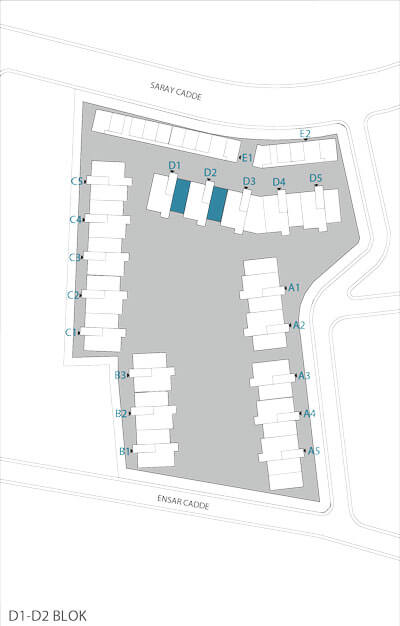 SARAY CADDE
E2
E1
D1
D2
D3
D4
D5
C5
C4
C3
C2
C1
A1
A2
B3
A3
B2
A4
B1
A5
ENSAR CADDE
D1-D2 BLOK